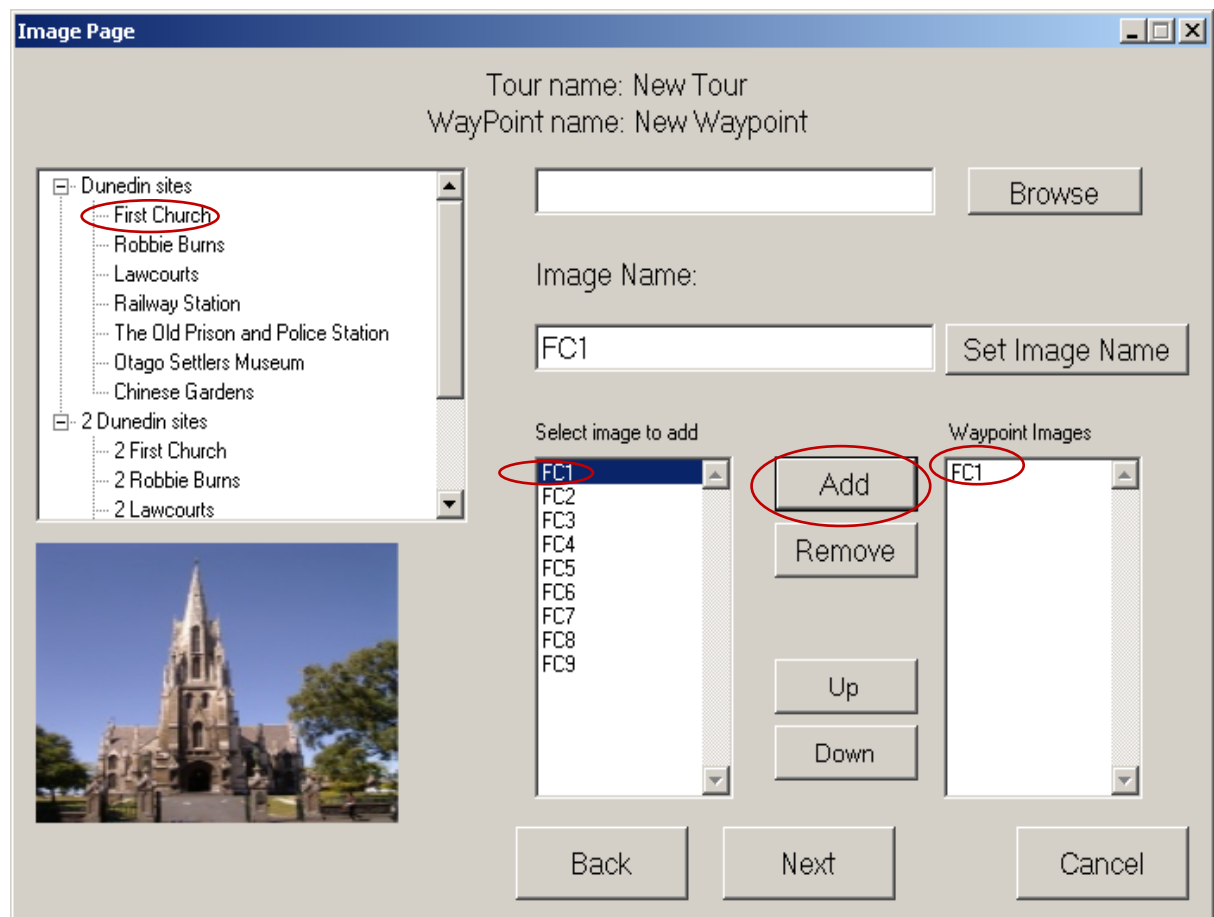 Image Page
Tour name: New Tour
WayPoint name: New Waypoint
Dunedin sites
First Church
Robbie Burns
Lawcourts
Railway Station
The Old Prison and Police Station
Otago Settlers Museum
Chinese Gardens
2 Dunedin sites
2 First Church
2 Robbie Burns
2 Lawcourts
Browse
Image Name:
FC1
Set Image Name
Select image to add
FC1
FC2
FC3
FC4
FC5
FC6
FC7
FC8
FC9
Add
Remove
Up
Down
Waypoint Images
FC1
Back
Next
Cancel